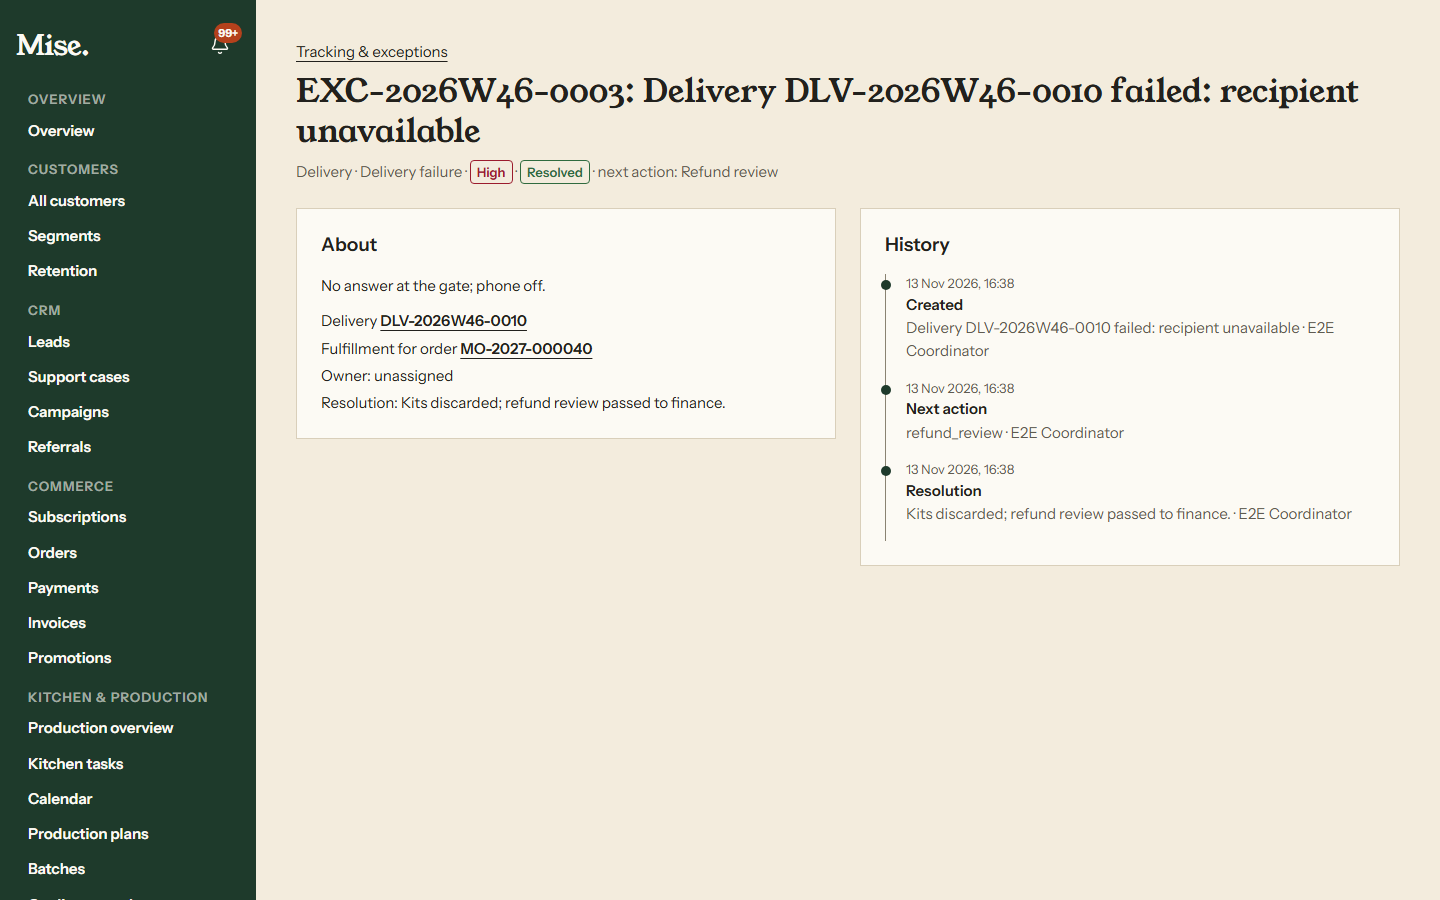 Mise.
99+
OVERVIEW
Overview
CUSTOMERS
All customers
Segments
Retention
CRM
Leads
Support cases
Campaigns
Referrals
COMMERCE
Subscriptions
Orders
Payments
Invoices
Promotions
KITCHEN & PRODUCTION
Production overview
Kitchen tasks
Calendar
Production plans
Batches
Tracking & exceptions
EXC-2026W46-0003: Delivery DLV-2026W46-0010 failed: recipient
unavailable
Delivery · Delivery failure · High · Resolved · next action: Refund review
About
No answer at the gate; phone off.
Delivery DLV-2026W46-0010
Fulfillment for order MO-2027-000040
Owner: unassigned
Resolution: Kits discarded; refund review passed to finance.
History
13 Nov 2026, 16:38
Created
Delivery DLV-2026W46-0010 failed: recipient unavailable · E2E
Coordinator
13 Nov 2026, 16:38
Next action
refund_review · E2E Coordinator
13 Nov 2026, 16:38
Resolution
Kits discarded; refund review passed to finance. · E2E Coordinator